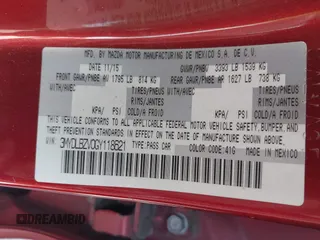 MFD. BY MAZDA MOTOR MANUFACTURING DE MEXICO S.A. DE C.V.
DATE 11/15 GVWR/PNBV 3393 LB 1539 KG
FRONT GAWR/PNBE AV 1795 LB 814 KG REAR GAWR/PNBE AR 1627 LB 738 KG
WITH/AVEC TIRES/PNEUS WITH/AVEC TIRES/PNEUS
RIMS/JANTES RIMS/JANTES
KPA/ PSI KPA/ PSI
THIS VEHICLE CONFORMS TO ALL APPLICABLE FEDERAL MOTOR VEHICLE SAFETY, BUMPER, AND
THEFT PREVENTION STANDARDS IN EFFECT ON THE DATE OF MANUFACTURE SHOWN ABOVE.
VIN: 3MYDLBZV0GY118621 TYPE: PASS CAR COLOR CODE: 41G MADE IN MEXICO
DREAMBID